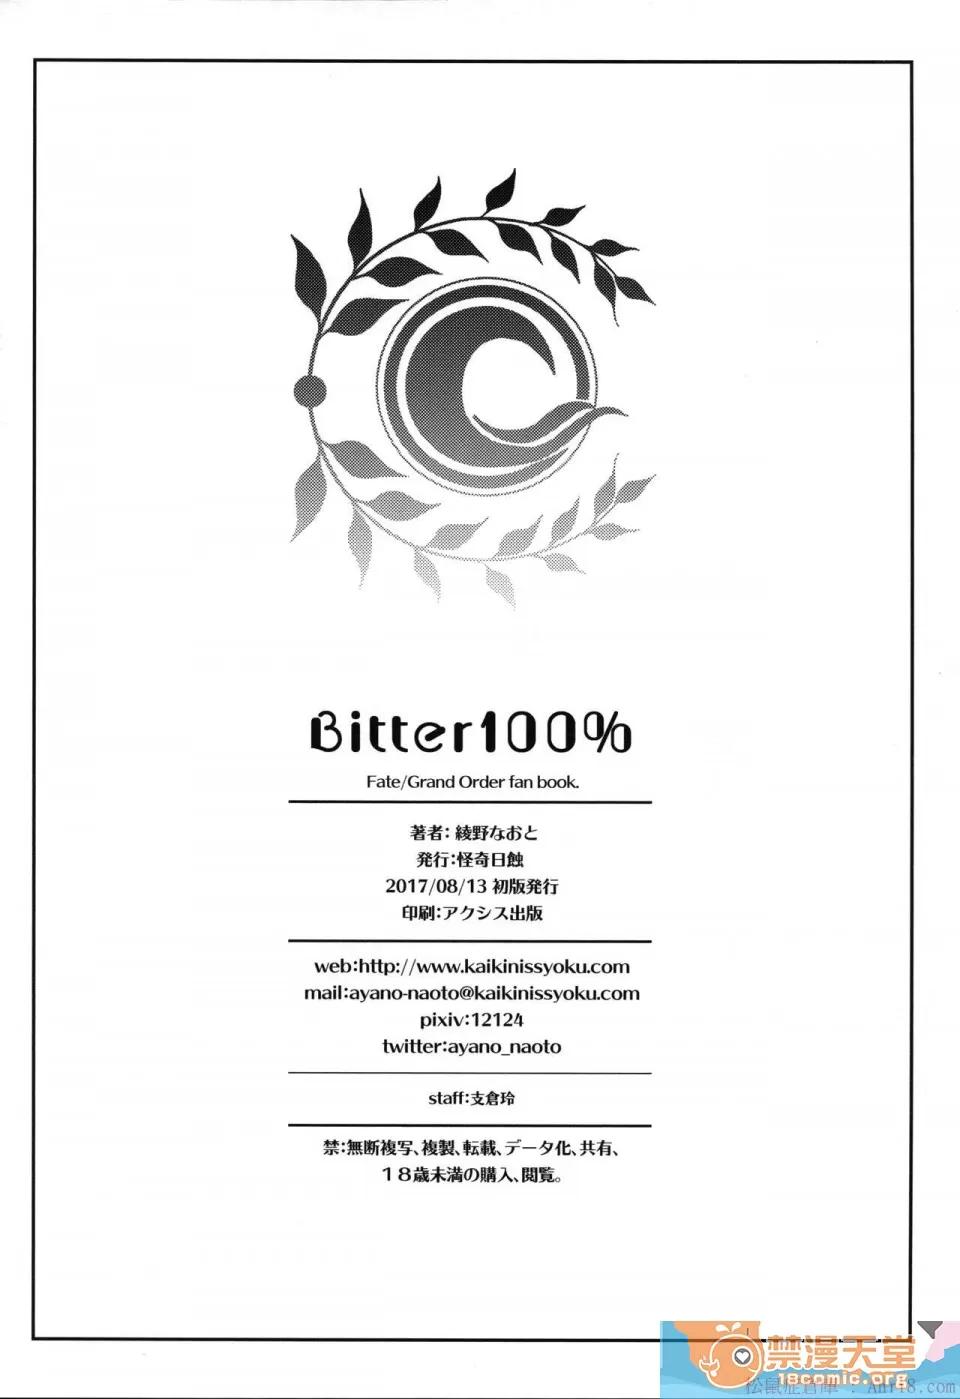 Bitter100%
Fate/Grand Order fan book.
著者：綾野なおと
発行：怪奇日蝕
2017/08/13 初版発行
印刷：アクシス出版
web:http://www.kaikinissyoku.com
mail:ayano-naoto@kaikinissyoku.com
pixiv:12124
twitter:ayano_naoto
staff:支倉玲
禁：無断複写、複製、転載、データ化、共有、
１８歳未満の購入、閲覧。
禁漫天堂
18comic.org
松鼠症倉庫 : Ahri8.com